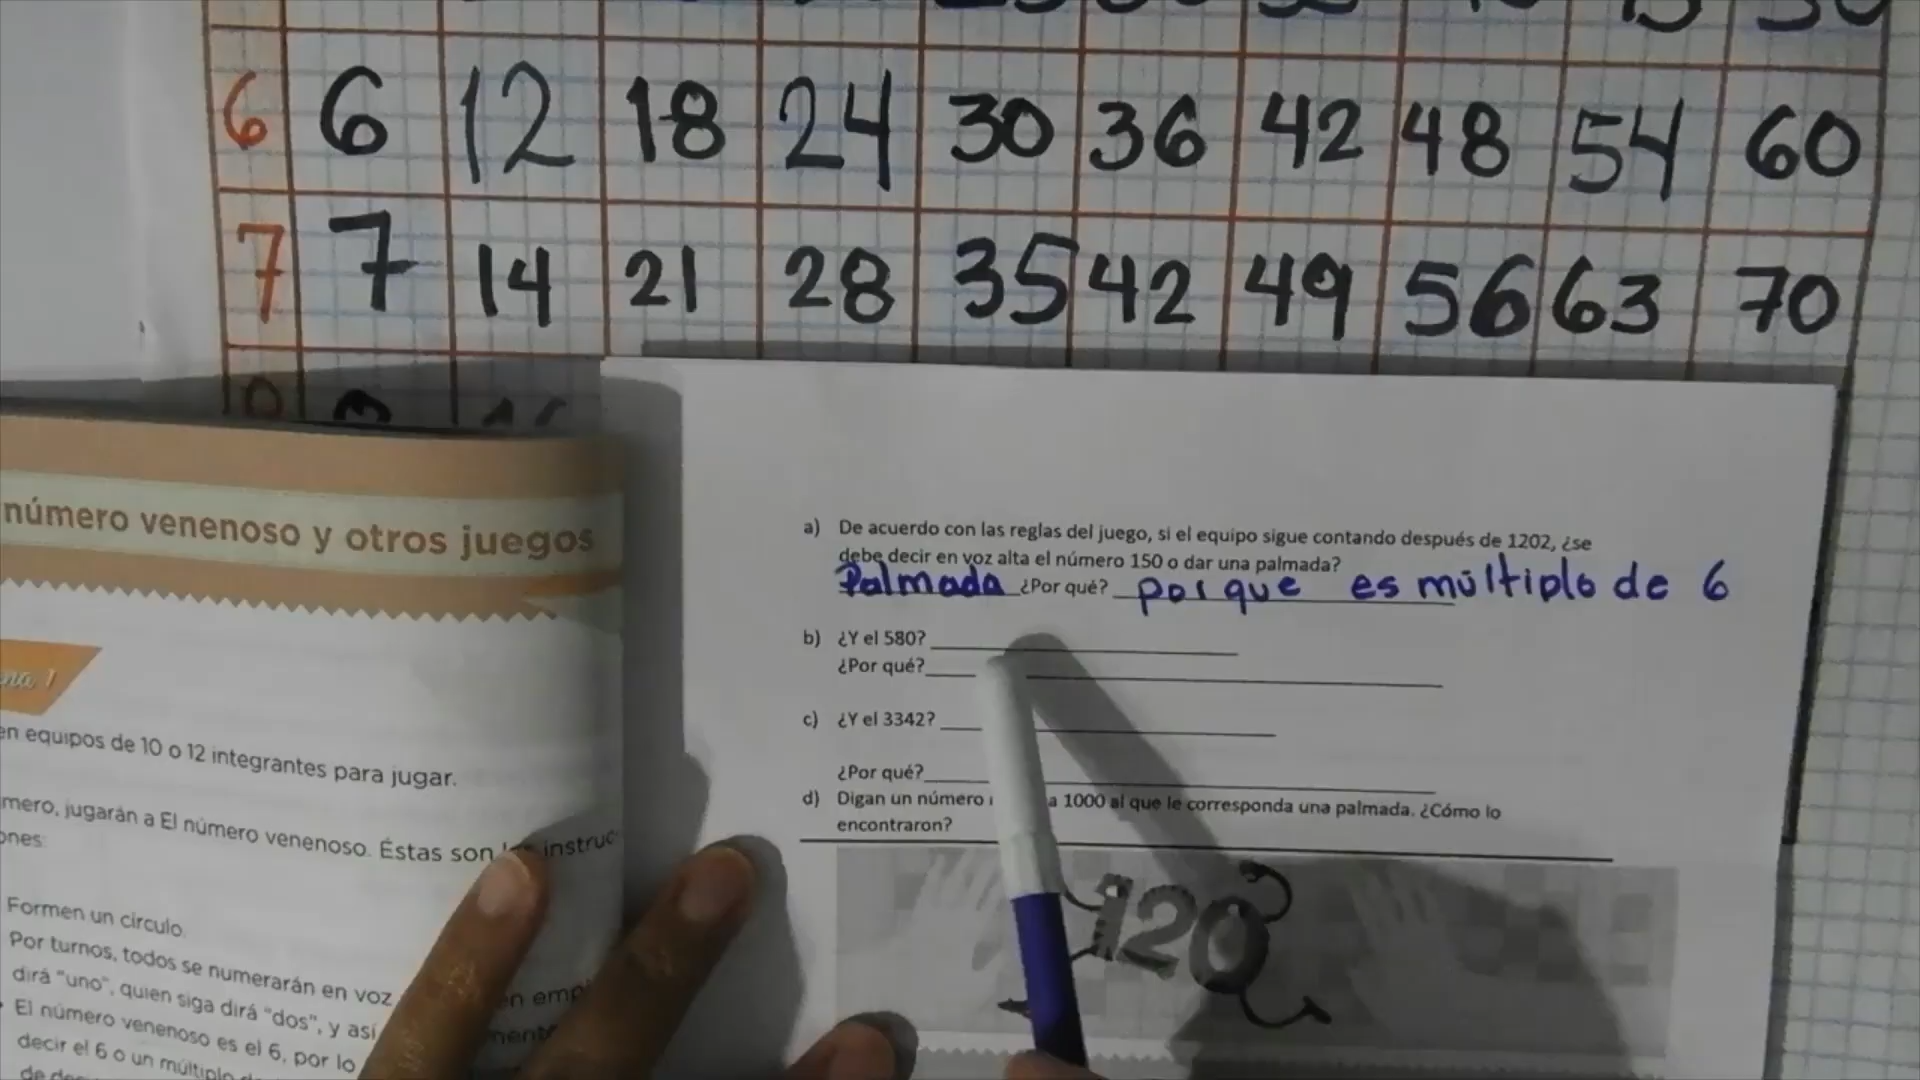 6 6 12 18 24 30 36 42 48 54 60
7 7 14 21 28 35 42 49 56 63 70
número venenoso y otros juegos
en equipos de 10 o 12 integrantes para jugar.
mero, jugarán a El número venenoso. Éstas son instruc
ones:
Formen un círculo.
Por turnos, todos se numerarán en voz
dirá "uno", quien siga dirá "dos", y así
El número venenoso es el 6, por lo
decir el 6 o un múltiplo
a) De acuerdo con las reglas del juego, si el equipo sigue contando después de 1202, ¿se
debe decir en voz alta el número 150 o dar una palmada?
Palmada ¿Por qué? porque es múltiplo de 6
b) ¿Y el 580?
¿Por qué?
c) ¿Y el 3342?
¿Por qué?
d) Digan un número a 1000 al que le corresponda una palmada. ¿Cómo lo
encontraron?
120